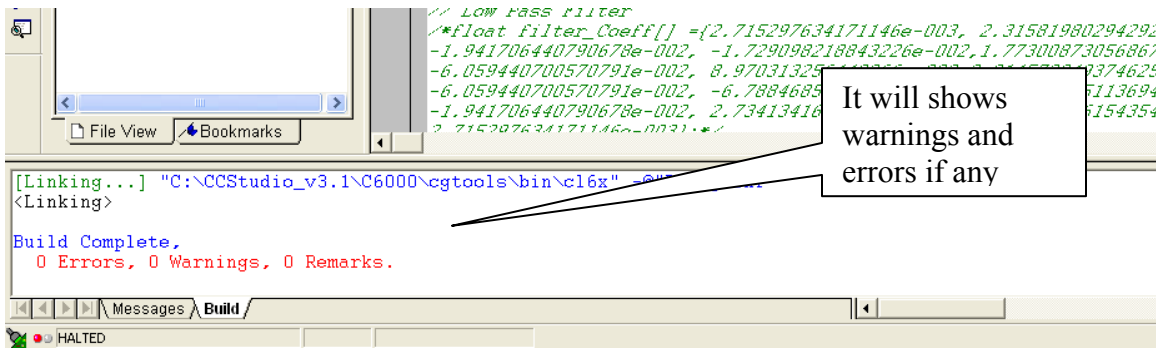 // Low Pass Filter
/*float filter_Coeff[] ={2.715297634171146e-003, 2.31581980294292
-1.941706440790678e-002, -1.729098218843226e-002,1.77300873056867
-6.059440700570791e-002, 8.970313256
-6.059440700570791e-002, -6.7884685
-1.941706440790678e-002, 2.73413416
2.715297634171146e-003};*/
It will shows
warnings and
errors if any
File View
Bookmarks
[Linking...] "C:\CCStudio_v3.1\C6000\cgtools\bin\cl6x" -@"
<Linking>
Build Complete,
0 Errors, 0 Warnings, 0 Remarks.
Messages
Build
HALTED